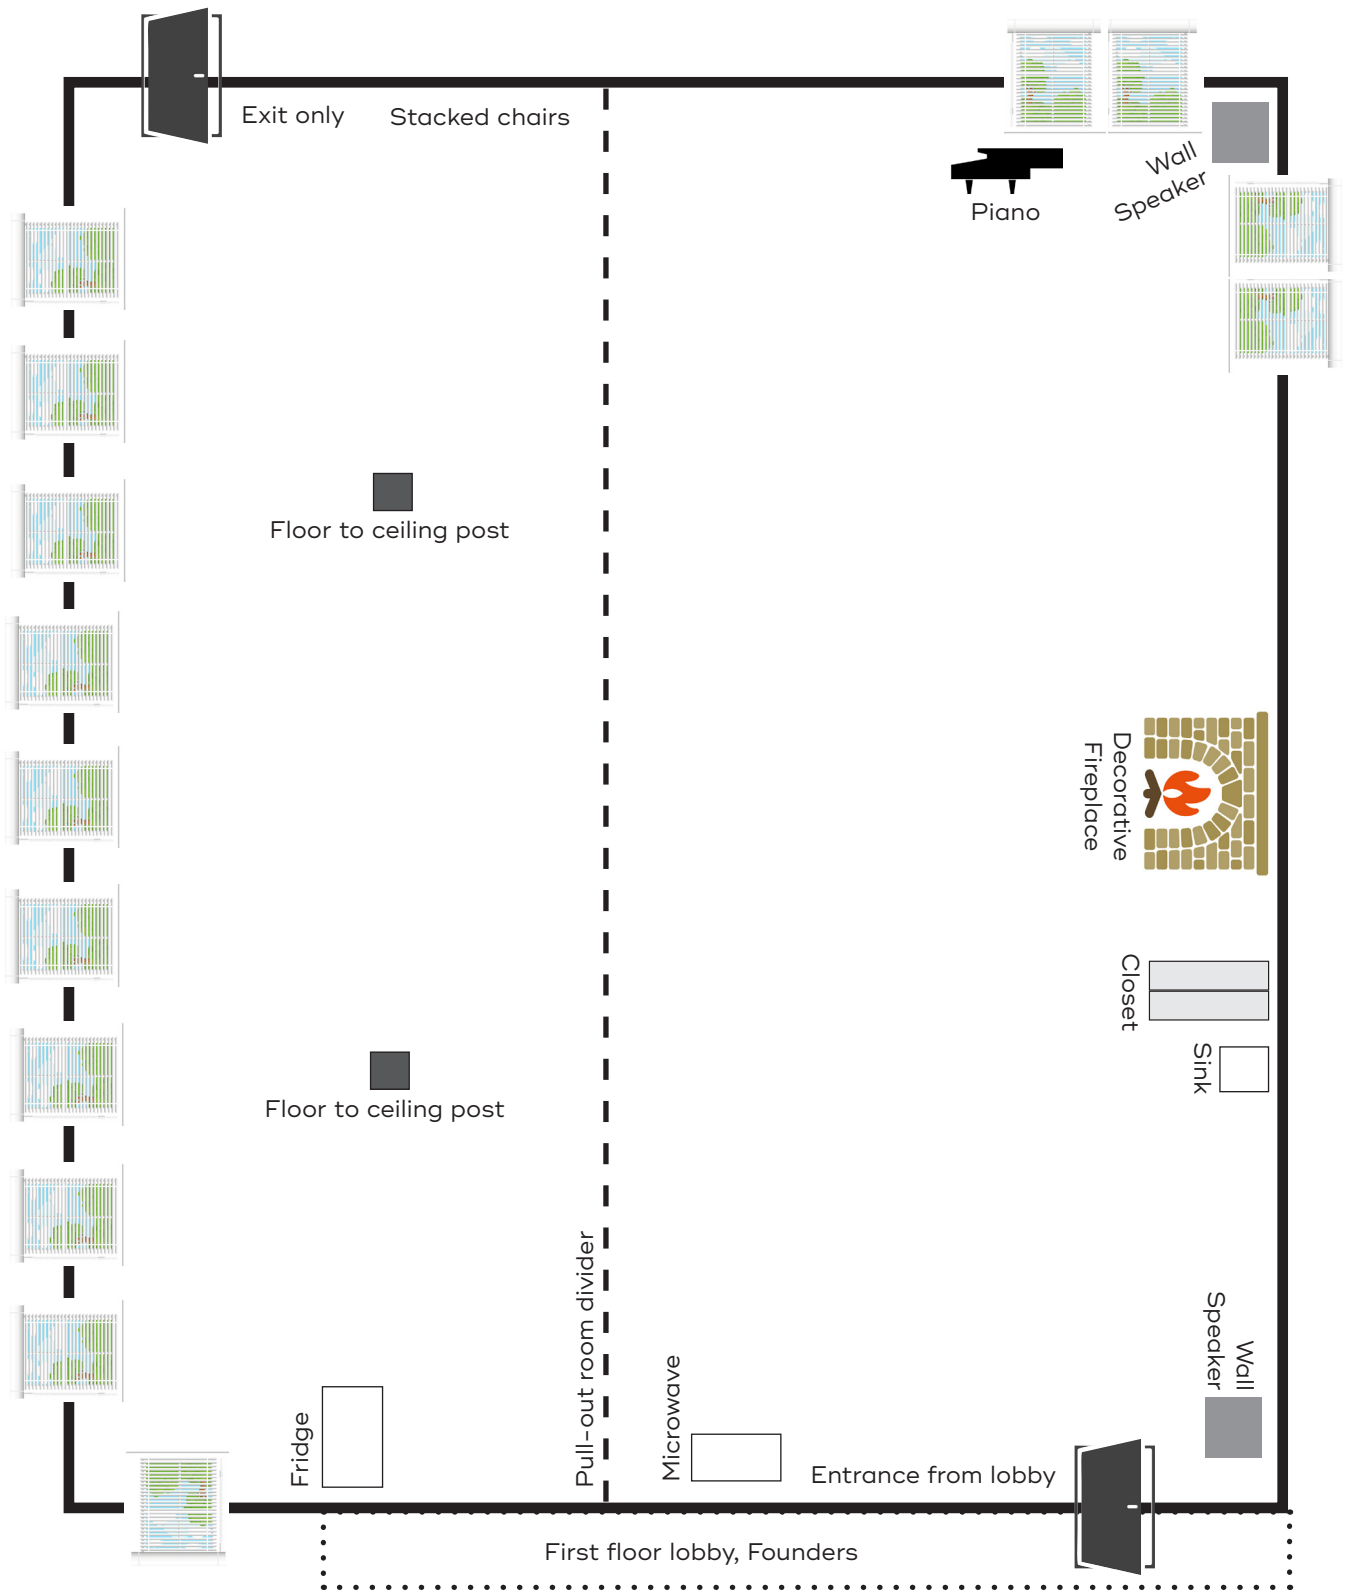 Exit only
Stacked chairs
Wall
Speaker
Piano
Floor to ceiling post
Decorative
Fireplace
Closet
Sink
Floor to ceiling post
Pull-out room divider
Wall
Speaker
Fridge
Microwave
Entrance from lobby
First floor lobby, Founders